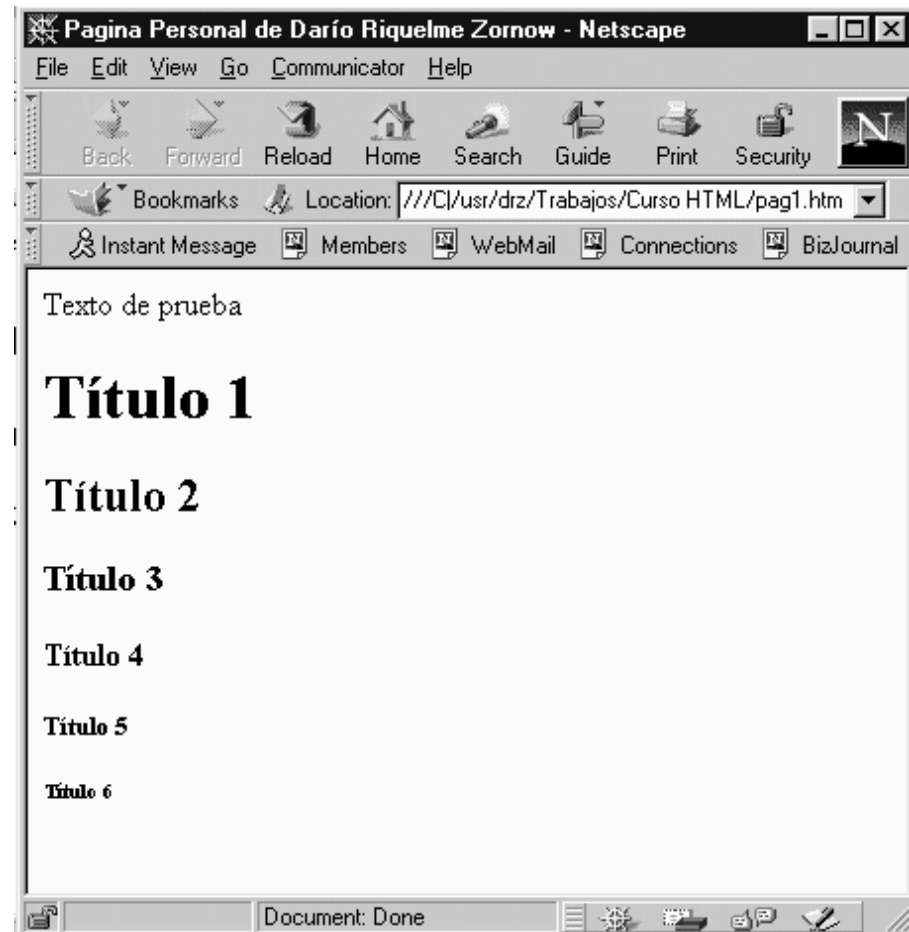 Pagina Personal de Darío Riquelme Zornow - Netscape
File Edit View Go Communicator Help
Back Forward Reload Home Search Guide Print Security
N
Bookmarks Location: ///C|/usr/drz/Trabajos/Curso HTML/pag1.htm
Instant Message Members WebMail Connections BizJournal
Texto de prueba
Título 1
Título 2
Título 3
Título 4
Título 5
Título 6
Document: Done